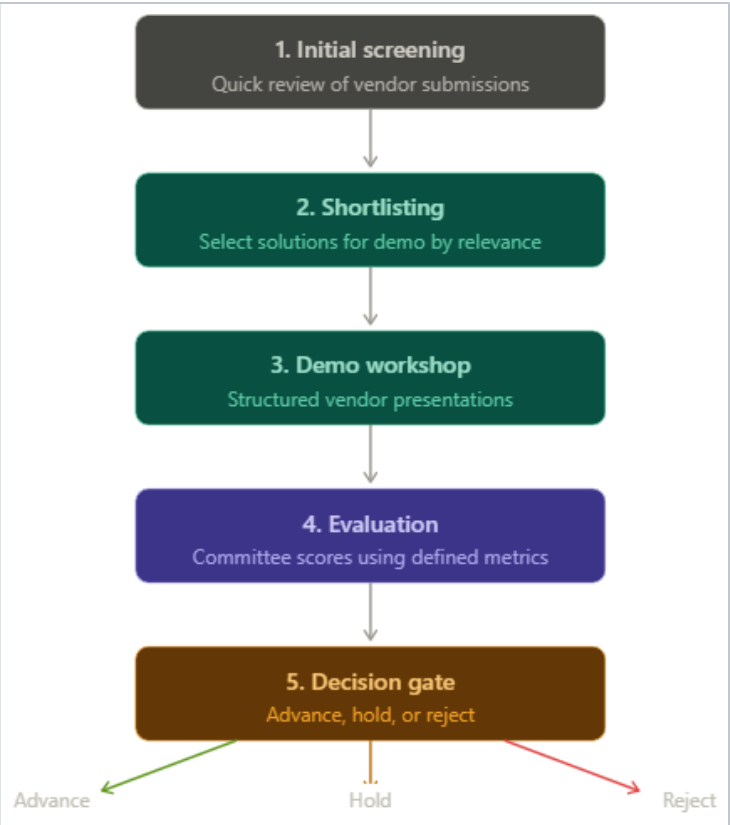 1. Initial screening
Quick review of vendor submissions
2. Shortlisting
Select solutions for demo by relevance
3. Demo workshop
Structured vendor presentations
4. Evaluation
Committee scores using defined metrics
5. Decision gate
Advance, hold, or reject
Advance
Hold
Reject